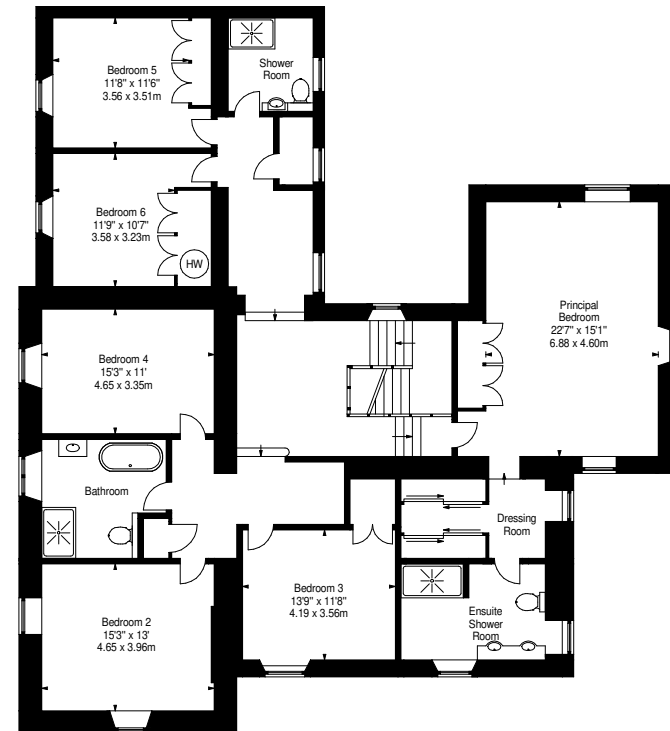 Bedroom 5
11'8" x 11'6"
3.56 x 3.51m
Shower
Room
Bedroom 6
11'9" x 10'7"
3.58 x 3.23m
HW
Principal
Bedroom
22'7" x 15'1"
6.88 x 4.60m
Bedroom 4
15'3" x 11'
4.65 x 3.35m
Bathroom
Dressing
Room
Bedroom 3
13'9" x 11'8"
4.19 x 3.56m
Ensuite
Shower
Room
Bedroom 2
15'3" x 13'
4.65 x 3.96m